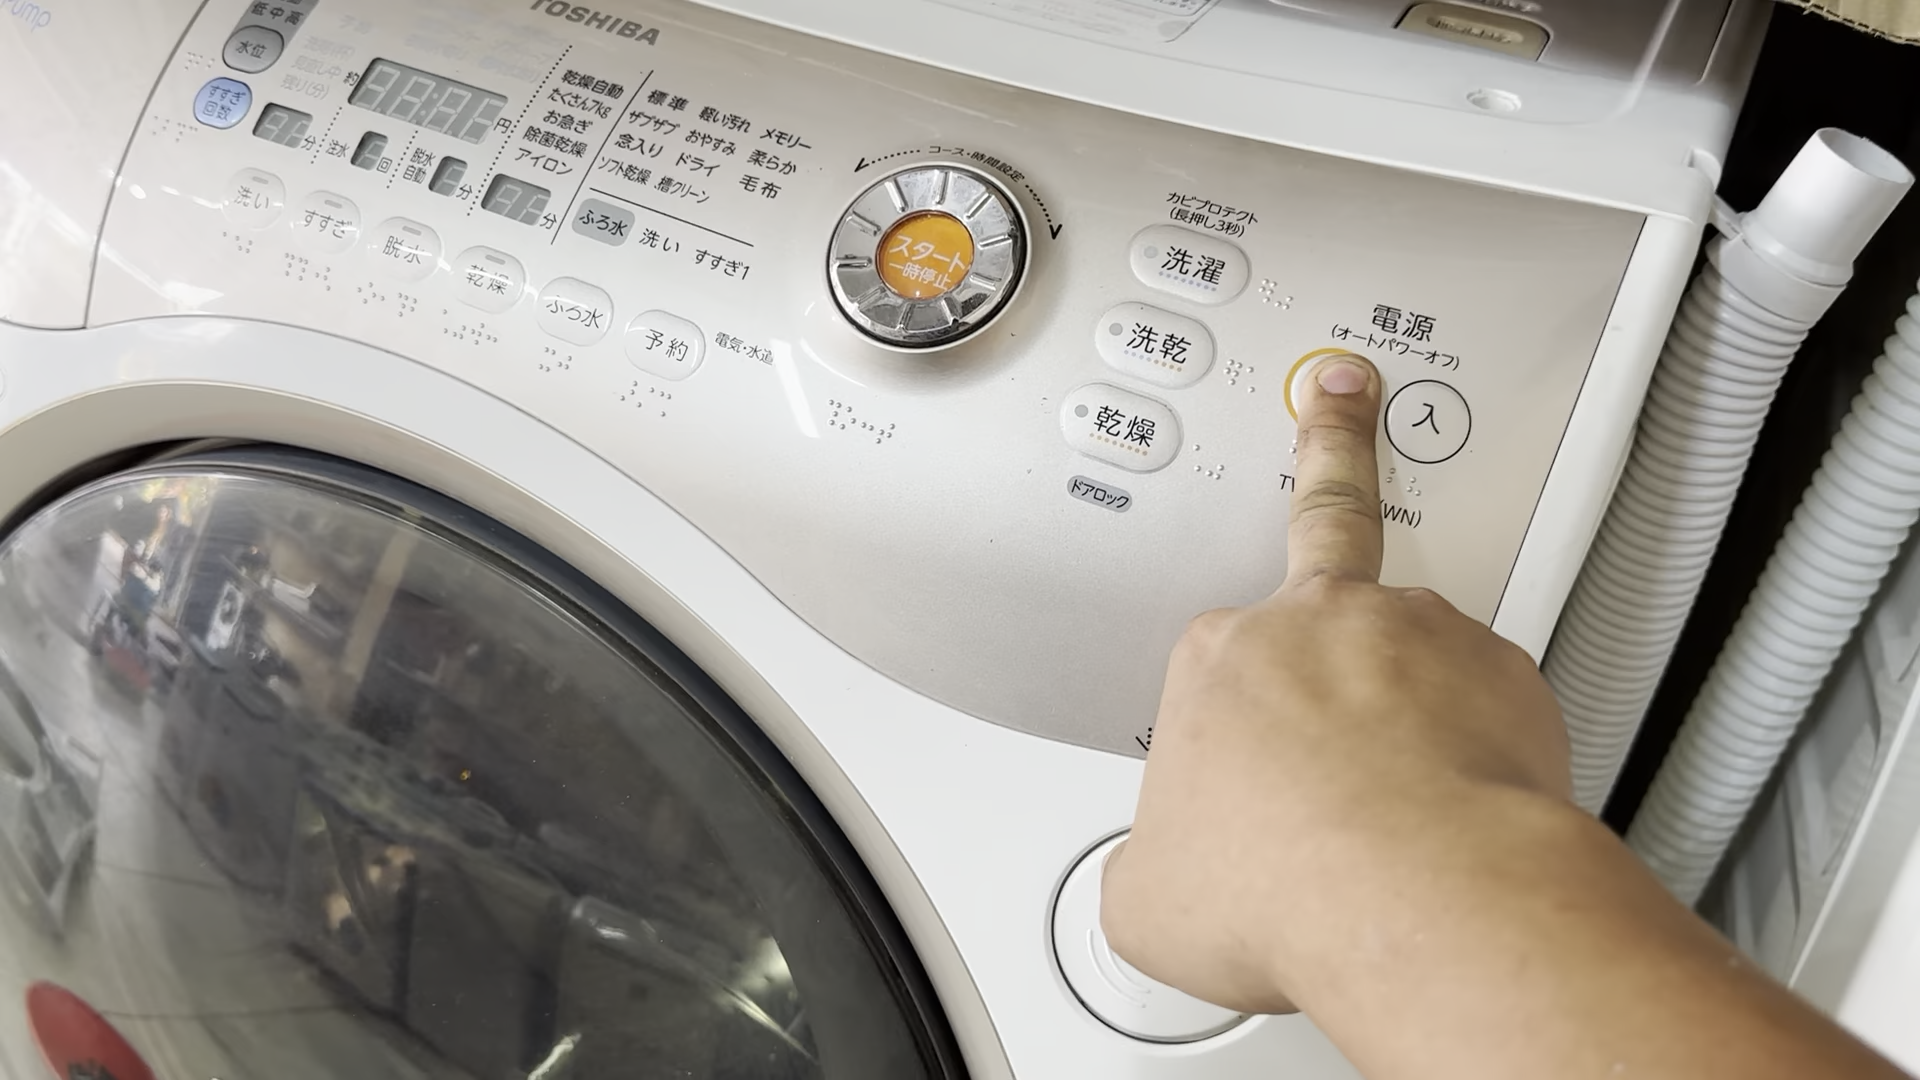 TOSHIBA
低 中 高
水位
すすぎ
回数
残り(分)
約
円
分
注水
回
脱水
自動
分
分
乾燥自動
たくさん7kg
お急ぎ
除菌乾燥
アイロン
標準 軽い汚れ メモリー
ザブザブ おやすみ 柔らか
念入り ドライ 毛布
ソフト乾燥 槽クリーン
ふろ水 洗い すすぎ1
洗い
すすぎ
脱水
乾燥
ふろ水
予約
電気・水道
コース・時間設定
スタート
一時停止
カビプロテクト
(長押し3秒)
洗濯
洗乾
乾燥
ドアロック
電源
(オートパワーオフ)
入
(WN)